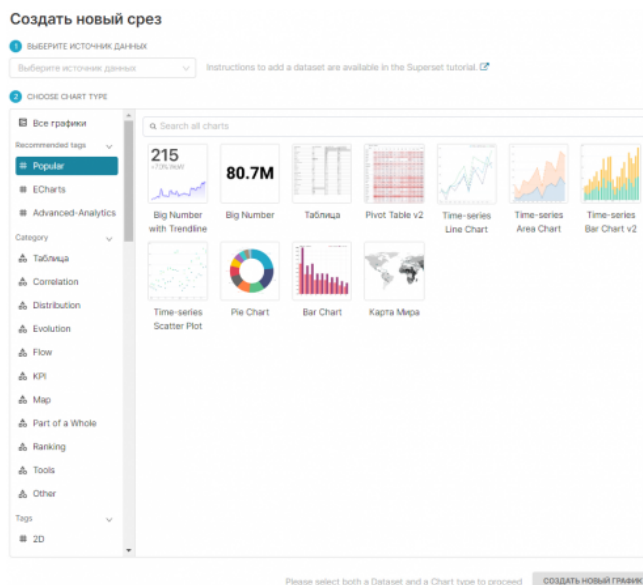 Создать новый срез
1 ВЫБЕРИТЕ ИСТОЧНИК ДАННЫХ
Выберите источник данных
Instructions to add a dataset are available in the Superset tutorial.
2 CHOOSE CHART TYPE
Все графики
Recommended tags
# Popular
# ECharts
# Advanced-Analytics
Category
Таблица
Correlation
Distribution
Evolution
Flow
KPI
Map
Part of a Whole
Ranking
Tools
Other
Tags
# 2D
Search all charts
215
80.7M
Big Number with Trendline
Big Number
Таблица
Pivot Table v2
Time-series Line Chart
Time-series Area Chart
Time-series Bar Chart v2
Time-series Scatter Plot
Pie Chart
Bar Chart
Карта Мира
Please select both a Dataset and a Chart type to proceed
СОЗДАТЬ НОВЫЙ ГРАФИК